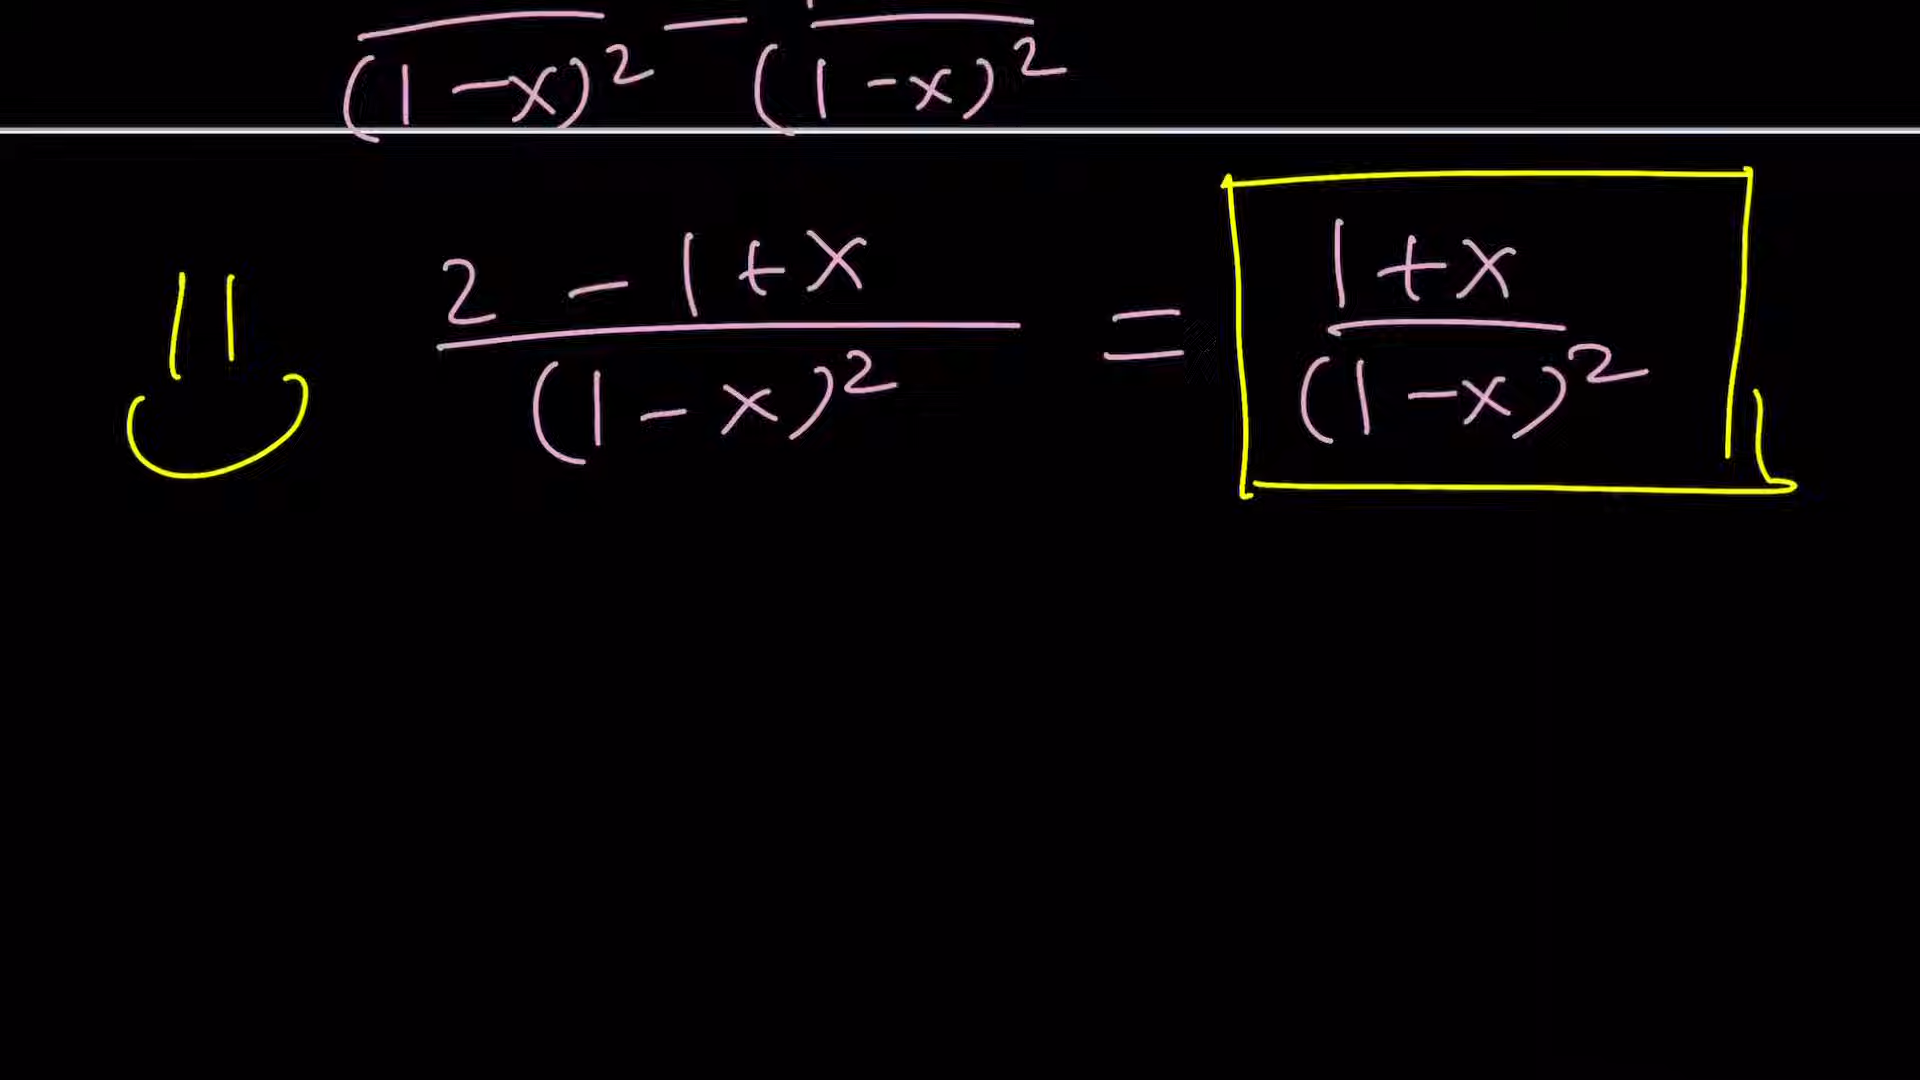 (1-x)² - (1-x)²
2 - 1 + x / (1-x)² = 1 + x / (1-x)²